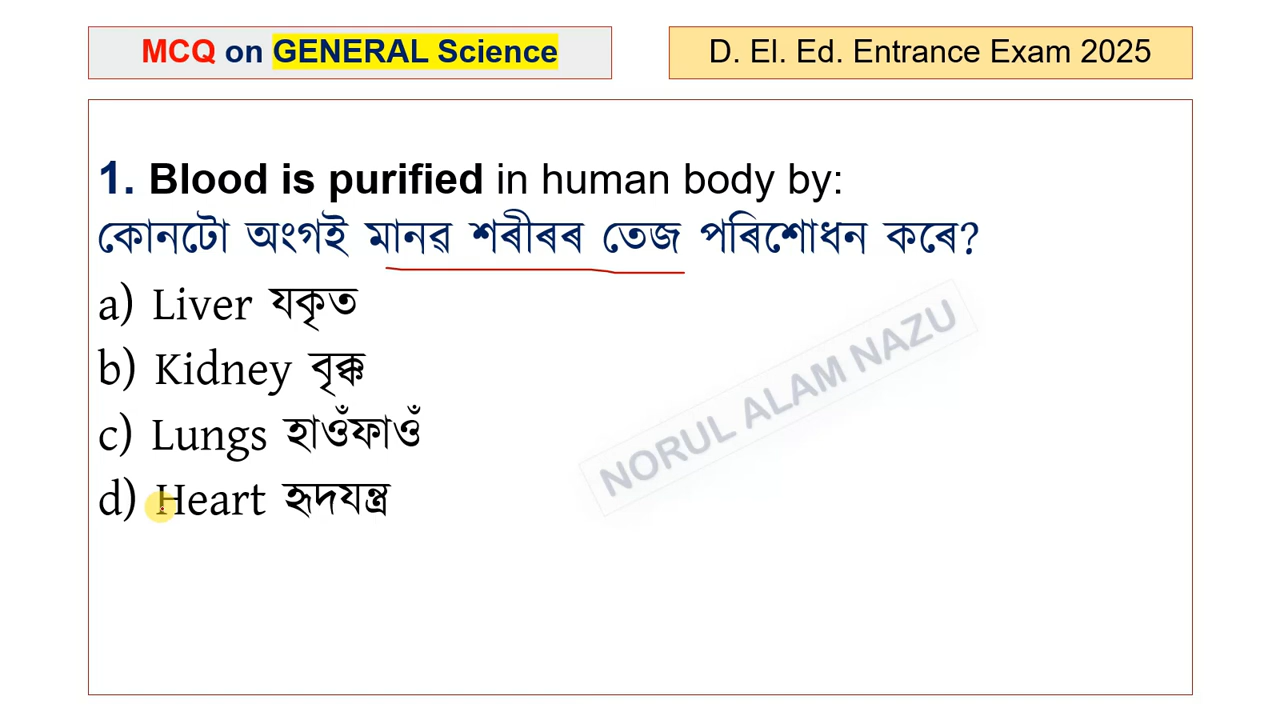 MCQ on GENERAL Science
D. El. Ed. Entrance Exam 2025
1. Blood is purified in human body by:
কোনটো অংগই মানৱ শৰীৰৰ তেজ পৰিশোধন কৰে?
a) Liver যকৃত
b) Kidney বৃক্ক
c) Lungs হাওঁফাওঁ
d) Heart হৃদযন্ত্ৰ
NORUL ALAM NAZU